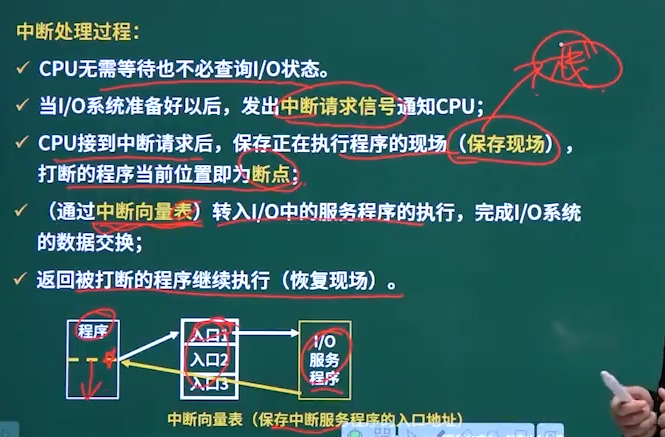 中断处理过程：
✓ CPU无需等待也不必查询I/O状态。
✓ 当I/O系统准备好以后，发出中断请求信号通知CPU；
✓ CPU接到中断请求后，保存正在执行程序的现场（保存现场），
打断的程序当前位置即为断点；
✓ （通过中断向量表）转入I/O中的服务程序的执行，完成I/O系统
的数据交换；
✓ 返回被打断的程序继续执行（恢复现场）。
栈
程序
入口1
入口2
入口3
I/O
服务
程序
中断向量表（保存中断服务程序的入口地址）